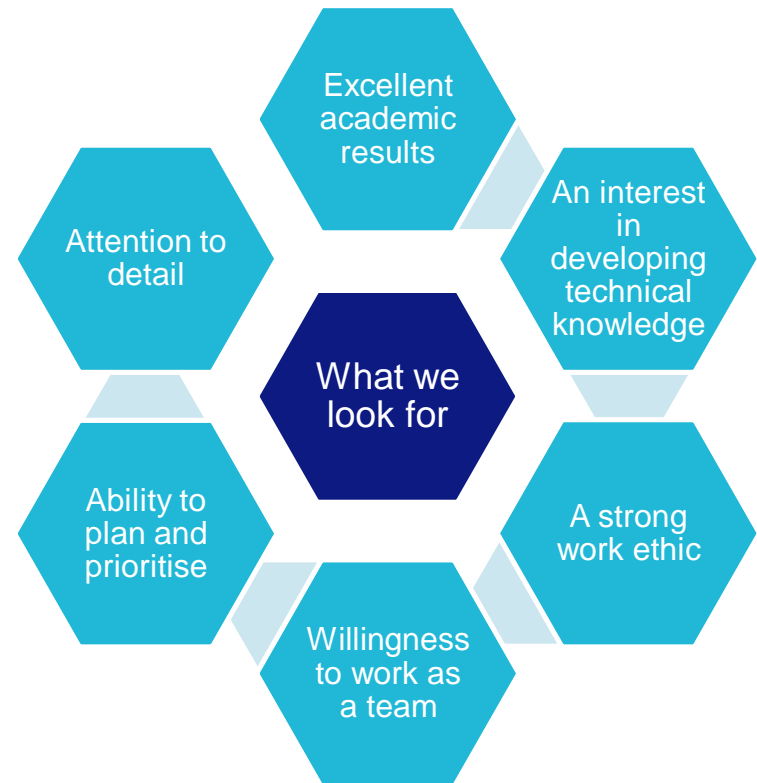 Excellent
academic
results
An interest
in
developing
technical
knowledge
A strong
work ethic
Willingness
to work as
a team
Ability to
plan and
prioritise
Attention to
detail
What we
look for